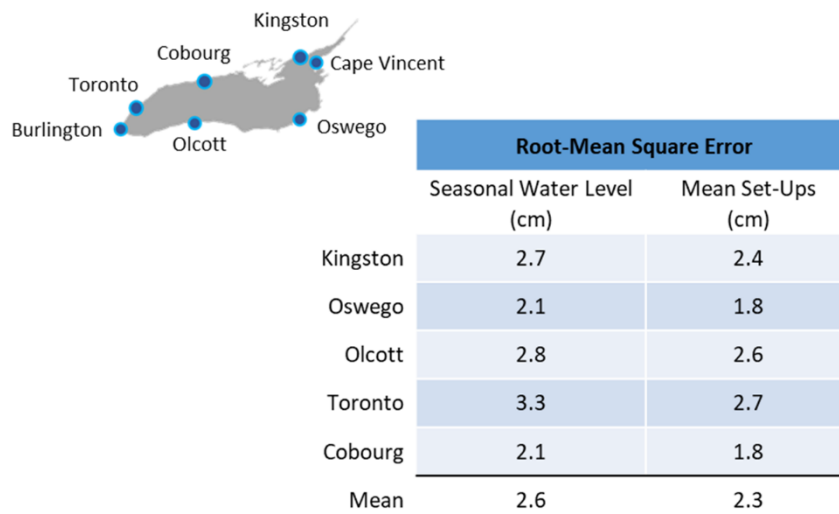 Kingston
Cobourg
Cape Vincent
Toronto
Burlington
Olcott
Oswego
Root-Mean Square Error
Seasonal Water Level Mean Set-Ups
(cm) (cm)
Kingston 2.7 2.4
Oswego 2.1 1.8
Olcott 2.8 2.6
Toronto 3.3 2.7
Cobourg 2.1 1.8
Mean 2.6 2.3